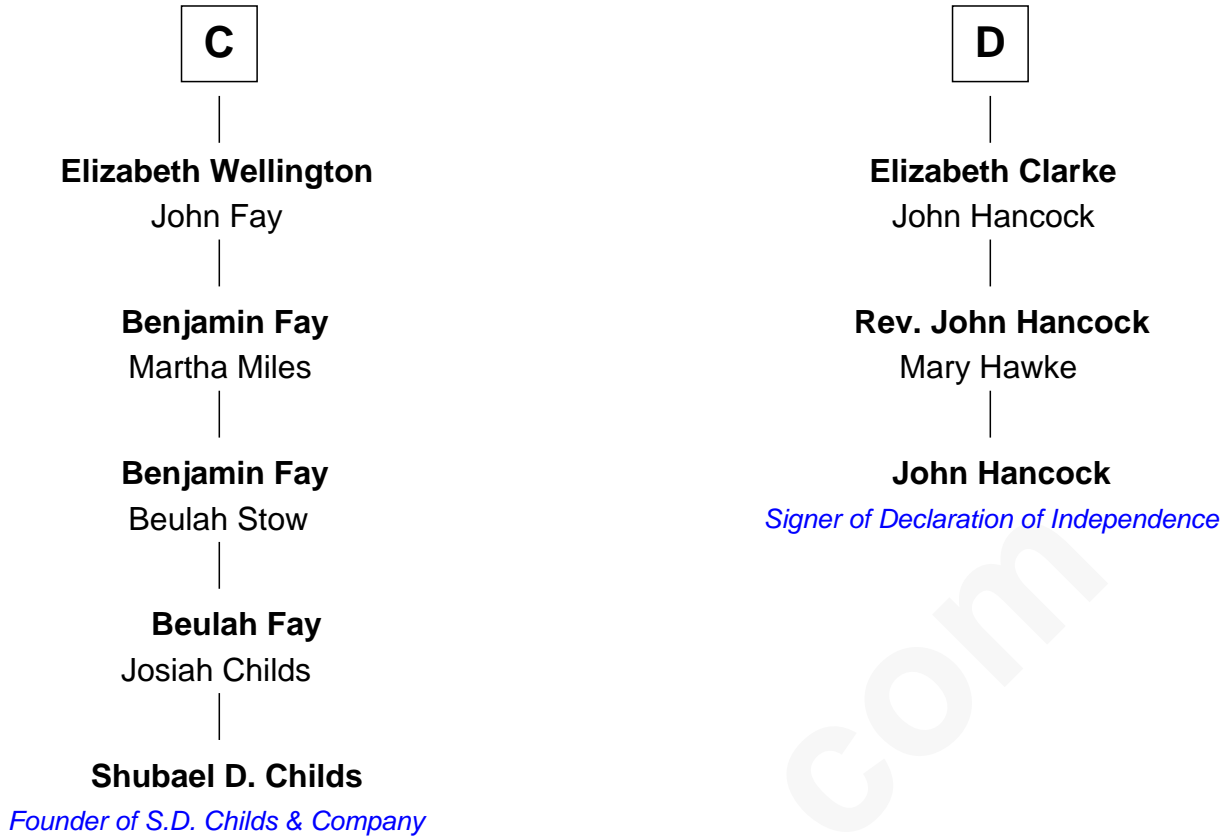 C
Elizabeth Wellington
John Fay
Benjamin Fay
Martha Miles
Benjamin Fay
Beulah Stow
Beulah Fay
Josiah Childs
Shubael D. Childs
Founder of S.D. Childs & Company
D
Elizabeth Clarke
John Hancock
Rev. John Hancock
Mary Hawke
John Hancock
Signer of Declaration of Independence
com